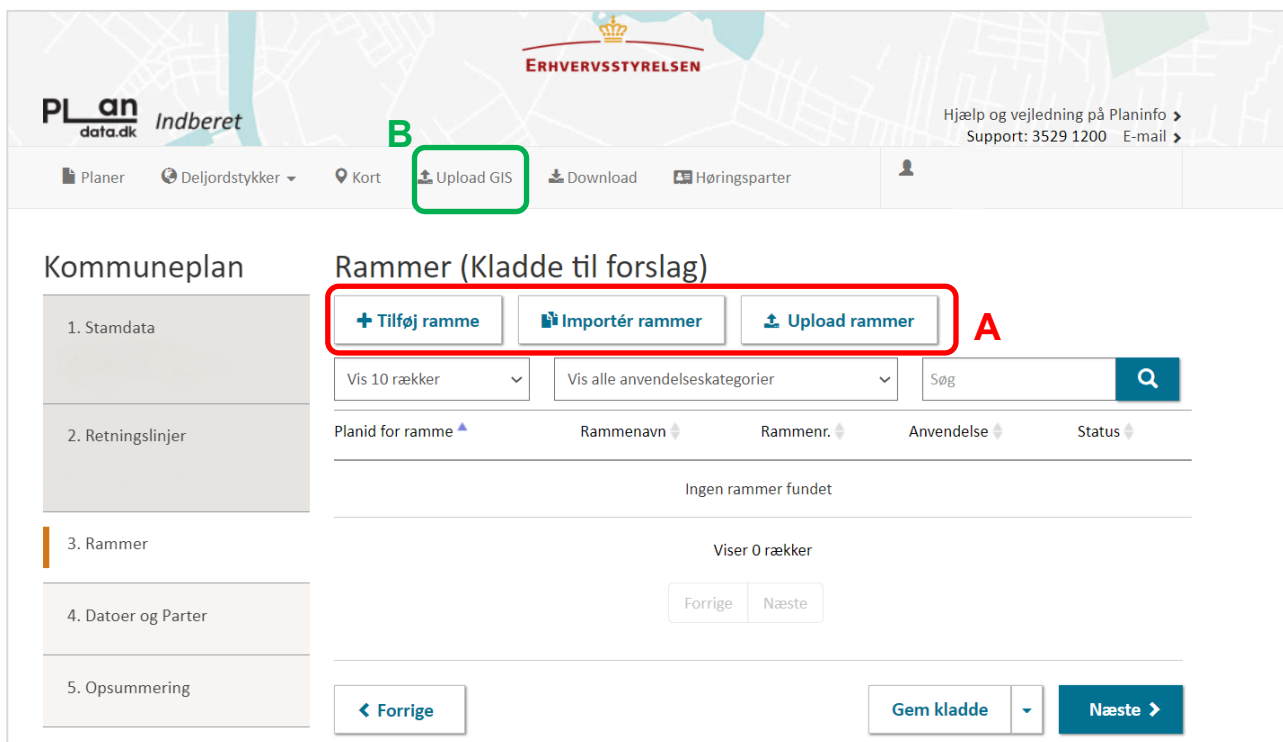 ERHVERVSSTYRELSEN
PLan
data.dk Indberet
Hjælp og vejledning på Planinfo
Support: 3529 1200 E-mail
B
Planer Deljordstykker Kort Upload GIS Download Høringsparter
Kommuneplan
1. Stamdata
2. Retningslinjer
3. Rammer
4. Datoer og Parter
5. Opsummering
Rammer (Kladde til forslag)
Tilføj ramme Importér rammer Upload rammer A
Vis 10 rækker Vis alle anvendelseskategorier Søg
Planid for ramme Rammenavn Rammenr. Anvendelse Status
Ingen rammer fundet
Viser 0 rækker
Forrige Næste
Forrige Gem kladde Næste